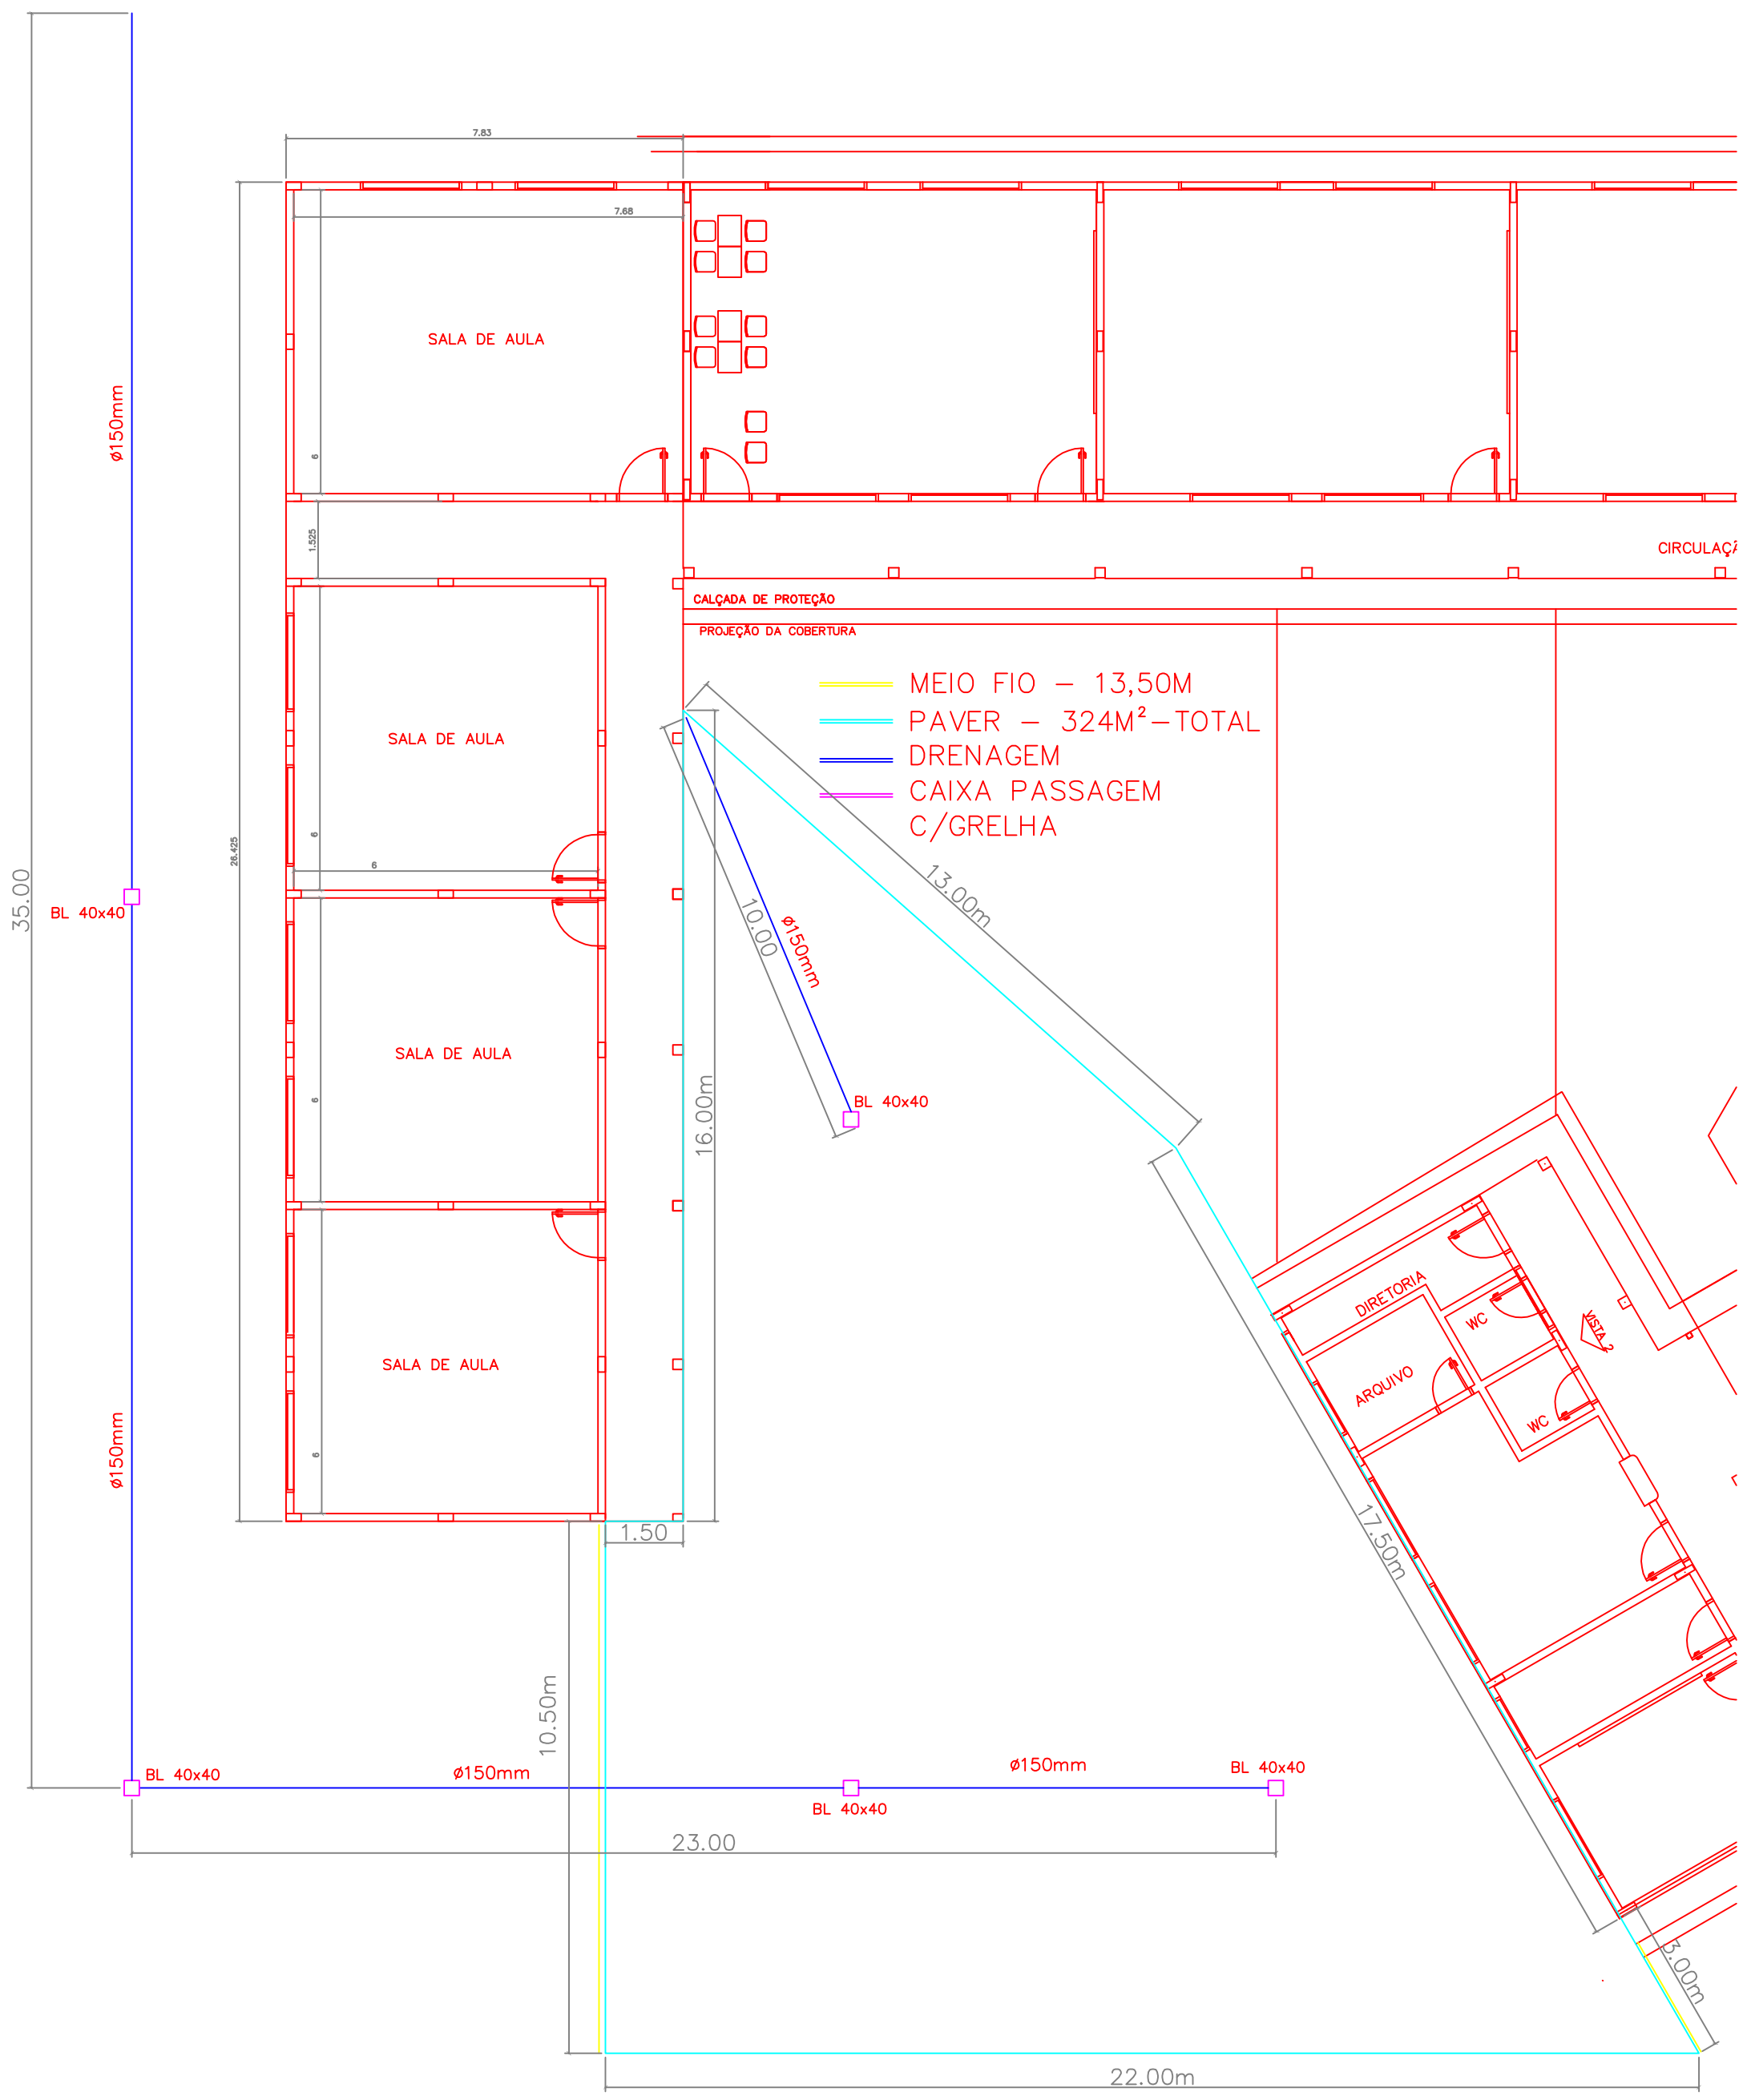 7.83
7.68
SALA DE AULA
ø150mm
6
1.525
CIRCULAÇÃ
CALÇADA DE PROTEÇÃO
PROJEÇÃO DA COBERTURA
MEIO FIO - 13,50M
PAVER - 324M²-TOTAL
DRENAGEM
CAIXA PASSAGEM
C/GRELHA
SALA DE AULA
26.425
6
6
35.00
BL 40x40
13.00m
10.00
ø150mm
SALA DE AULA
6
BL 40x40
16.00m
DIRETORIA
WC
VISTA 2
ARQUIVO
WC
SALA DE AULA
6
ø150mm
1.50
17.50m
10.50m
BL 40x40
ø150mm
ø150mm
BL 40x40
BL 40x40
23.00
3.00m
22.00m